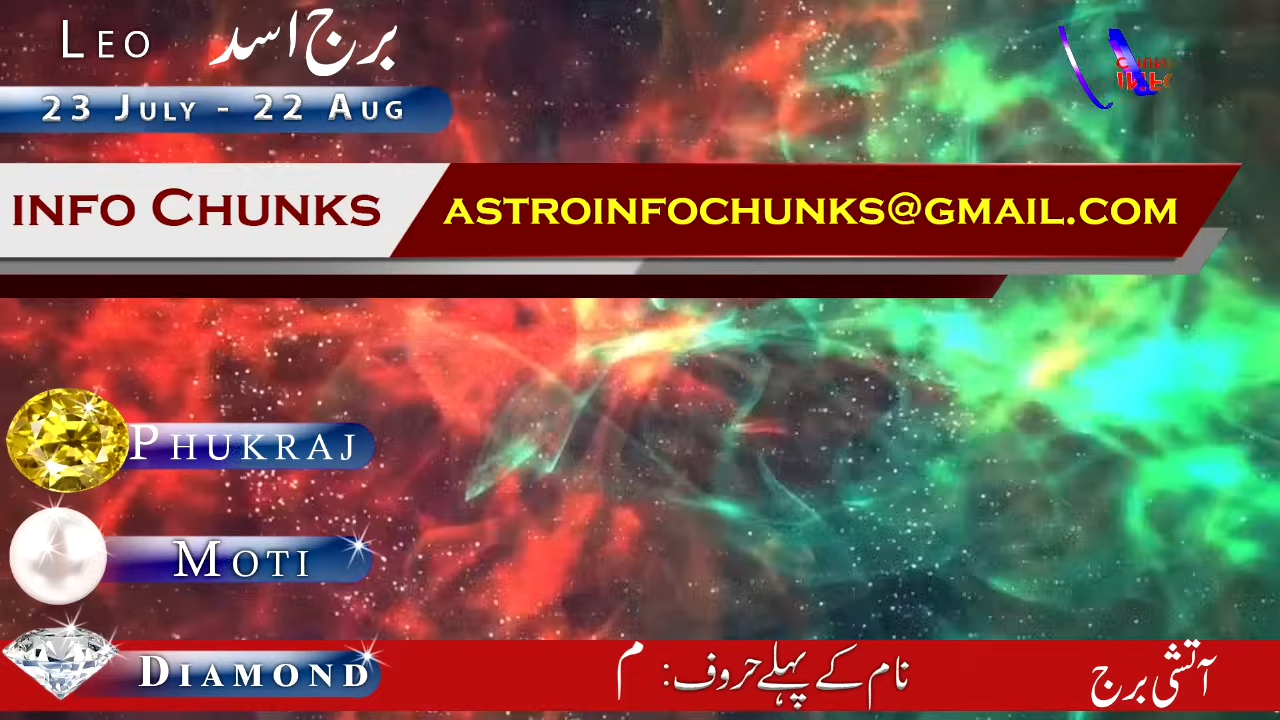 LEO برج اسد
23 JULY - 22 AUG
INFO CHUNKS ASTROINFOCHUNKS@GMAIL.COM
PHUKRAJ
MOTI
DIAMOND
آتشی برج نام کے پہلے حروف: م